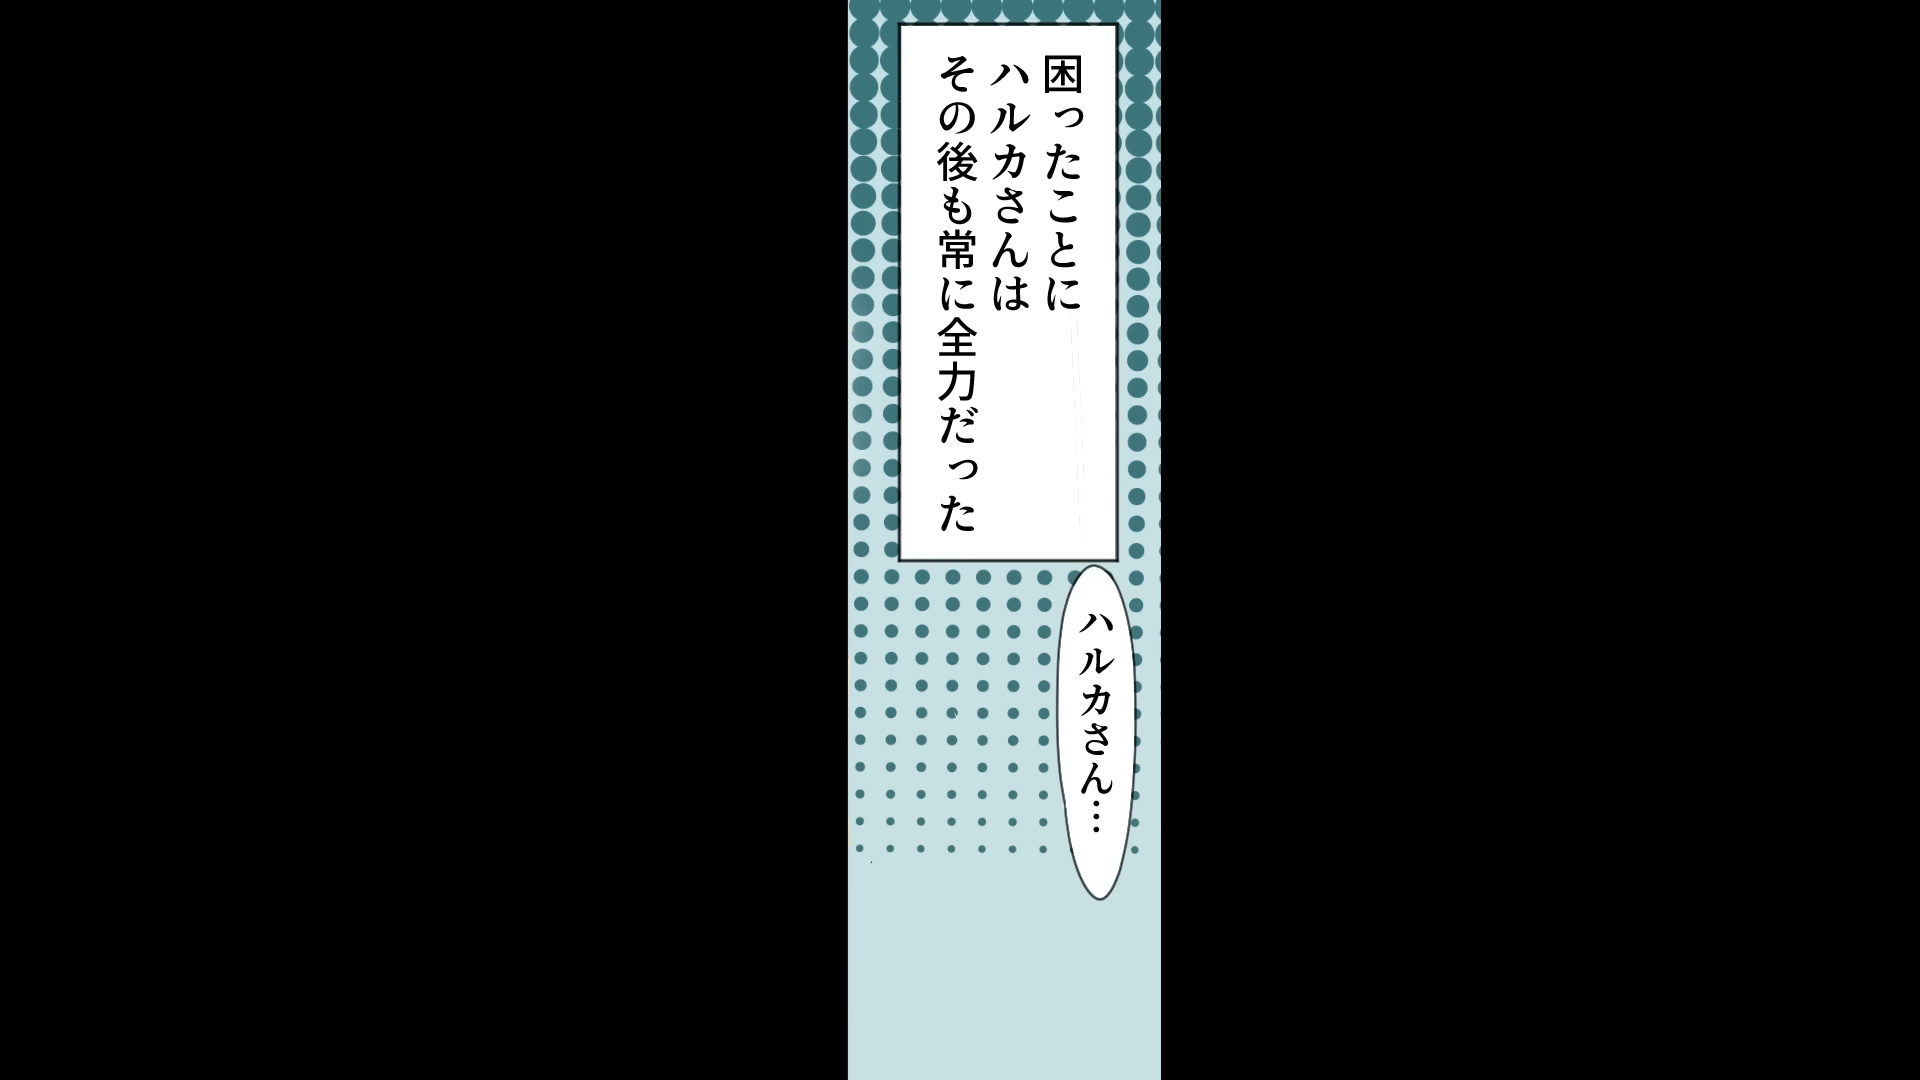 困ったことに
ハルカさんは
その後も常に全力だった
ハルカさん…